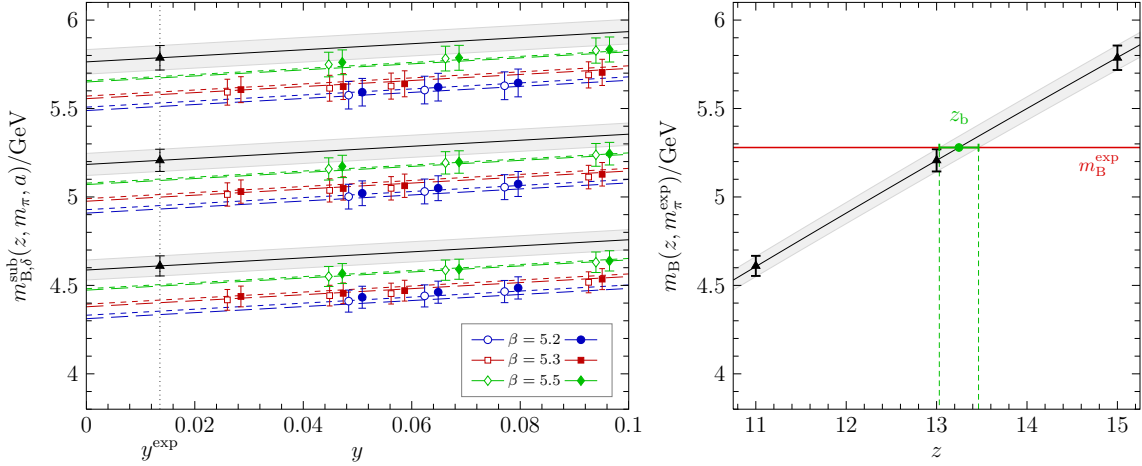 6
5.5
5
4.5
4
m_{B,δ}^{sub}(z, m_π, a)/GeV
0 0.02 0.04 0.06 0.08 0.1
y^{exp} y
β = 5.2
β = 5.3
β = 5.5
6
5.5
5
4.5
4
m_B(z, m_π^{exp})/GeV
z_b
m_B^{exp}
11 12 13 14 15
z